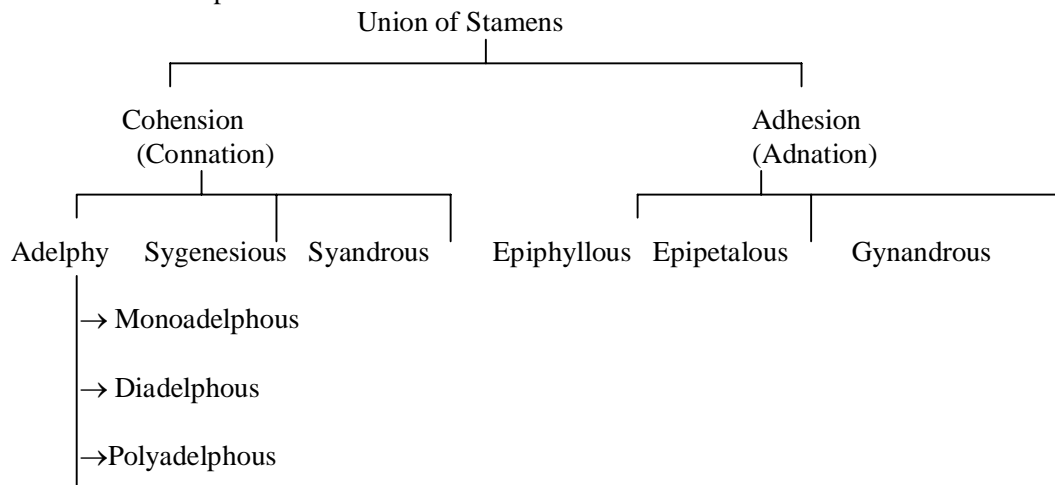 Union of Stamens
Cohension Adhesion
(Connation) (Adnation)
Adelphy Sygenesious Syandrous Epiphyllous Epipetalous Gynandrous
→ Monoadelphous
→ Diadelphous
→Polyadelphous